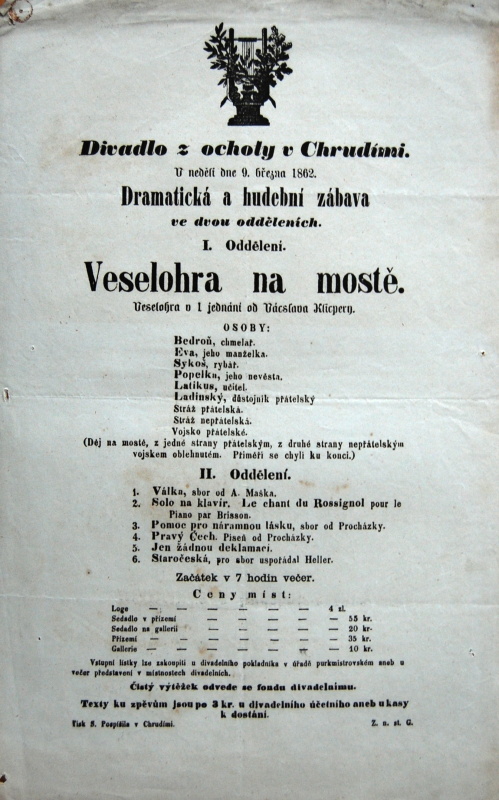 Divadlo z ocholy v Chrudími.
V neděli dne 9. března 1862.
Dramatická a hudební zábava
ve dvou odděleních.
I. Oddělení.
Veselohra na mostě.
Veselohra v 1 jednání od Václava Klicpery.
OSOBY:
Bedroň, chmelař.
Eva, jeho manželka.
Sykoš, rybář.
Popelka, jeho nevěsta.
Latikus, učitel.
Ladinský, důstojník přátelský
Stráž přátelská.
Stráž nepřátelská.
Vojsko přátelské.
(Děj na mostě, z jedné strany přátelským, z druhé strany nepřátelským
vojskem oblehnutém. Příměří se chýlí ku konci.)
II. Oddělení.
1. Válka, sbor od A. Maška.
2. Solo na klavír. Le chant du Rossignol pour le
Piano par Brisson.
3. Pomoc pro náramnou lásku, sbor od Procházky.
4. Pravý Čech. Píseň od Procházky.
5. Jen žádnou deklamaci.
6. Staročeská, pro sbor uspořádal Heller.
Začátek v 7 hodin večer.
Ceny míst:
Loge — — — — — — 4 zl.
Sedadlo v přízemí — — — — — — 55 kr.
Sedadlo na gallerii — — — — — — 20 kr.
Přízemí — — — — — — 35 kr.
Gallerie — — — — — — 10 kr.
Vstupní lístky lze zakoupiti u divadelního pokladníka v úřadě purkmistrovském aneb u
večer představení v místnostech divadelních.
Čistý výtěžek odvede se fondu divadelnímu.
Texty ku zpěvům jsou po 3 kr. u divadelního účetního aneb u kasy
k dostání.
Tisk S. Pospíšila v Chrudími. Z. n. st. G.